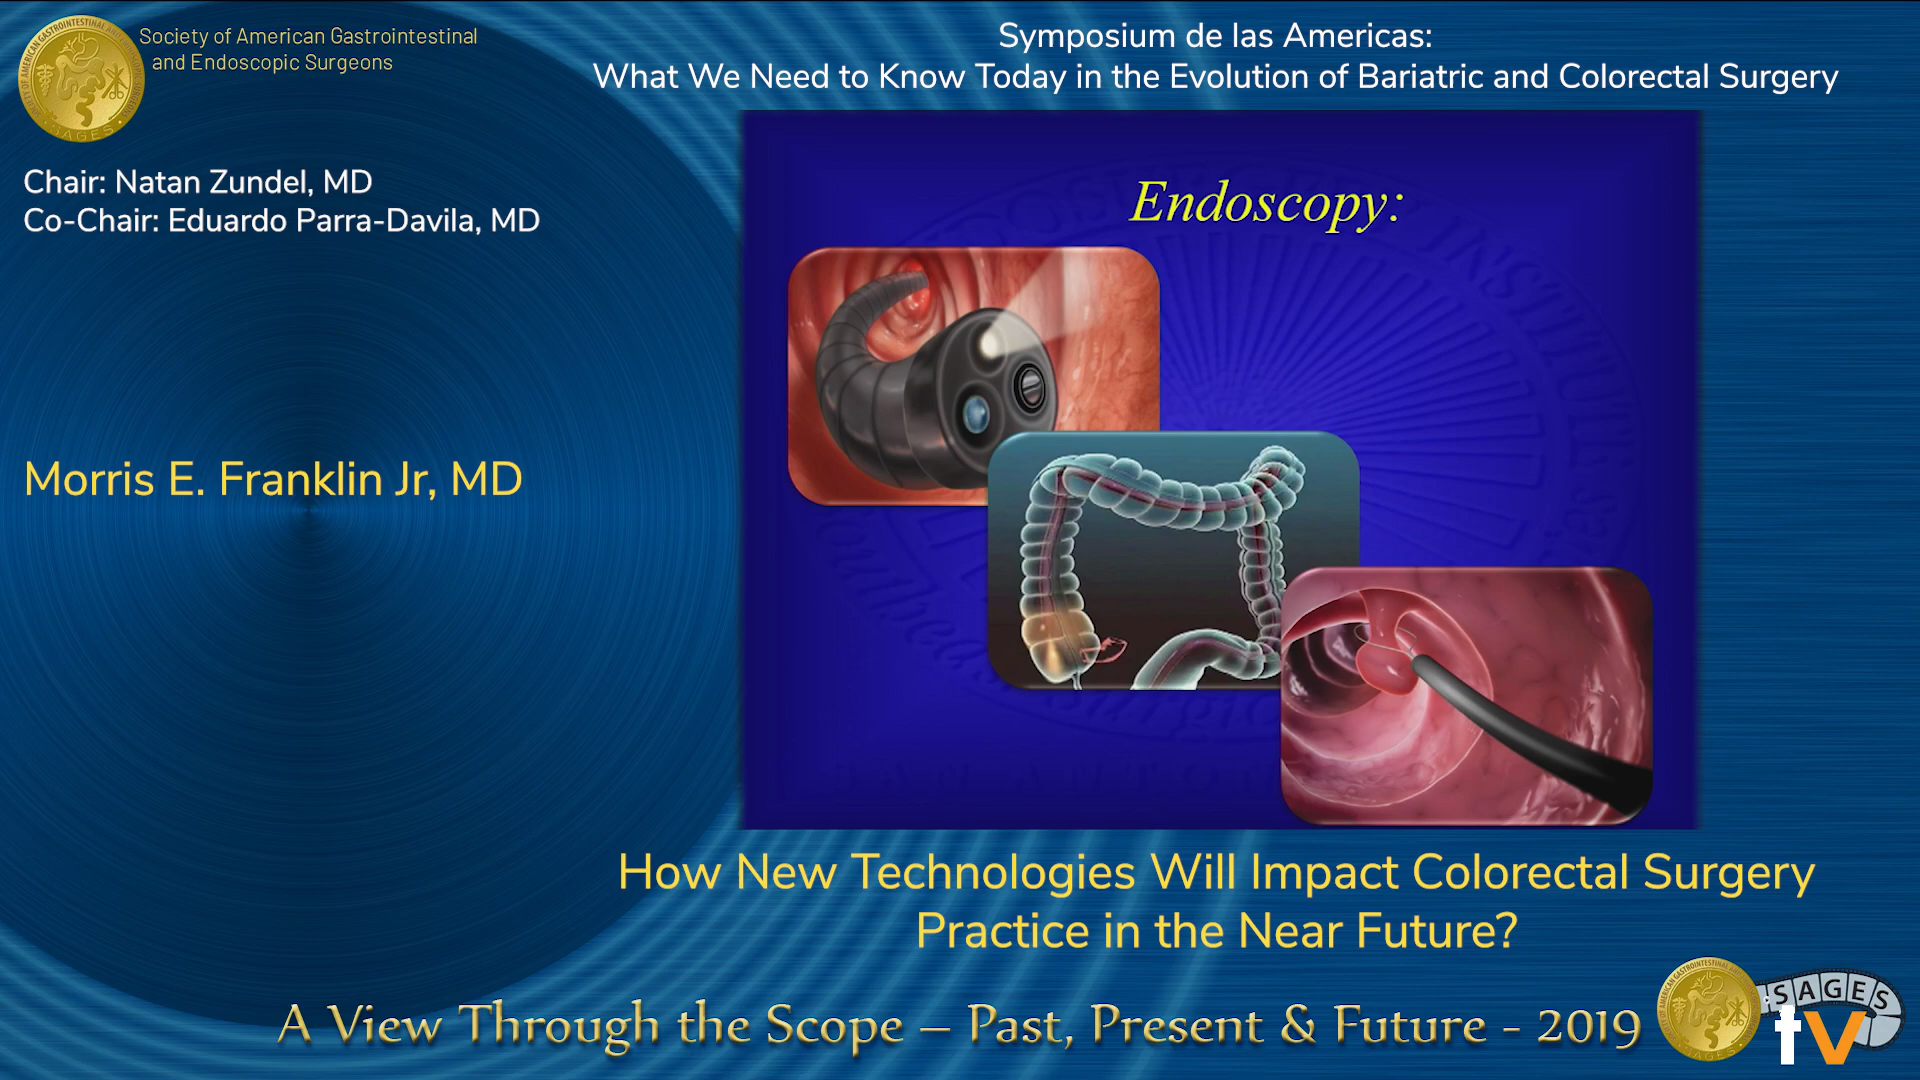 Society of American Gastrointestinal
and Endoscopic Surgeons
Symposium de las Americas:
What We Need to Know Today in the Evolution of Bariatric and Colorectal Surgery
Chair: Natan Zundel, MD
Co-Chair: Eduardo Parra-Davila, MD
Morris E. Franklin Jr, MD
Endoscopy:
How New Technologies Will Impact Colorectal Surgery
Practice in the Near Future?
A View Through the Scope – Past, Present & Future - 2019
SAGES
tv